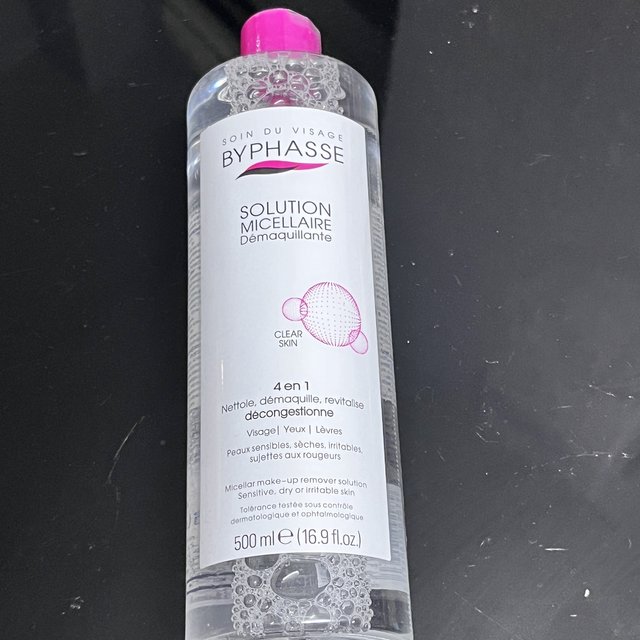 SOIN DU VISAGE
BYPHASSE
SOLUTION
MICELLAIRE
Démaquillante
CLEAR
SKIN
4 en 1
Nettoie, démaquille, revitalise
décongestionne
Visage| Yeux | Lèvres
Peaux sensibles, sèches, irritables,
sujettes aux rougeurs
Micellar make-up remover solution
Sensitive, dry or irritable skin
Tolérance testée sous contrôle
dermatologique et ophtalmologique
500 ml e (16.9 fl.oz.)